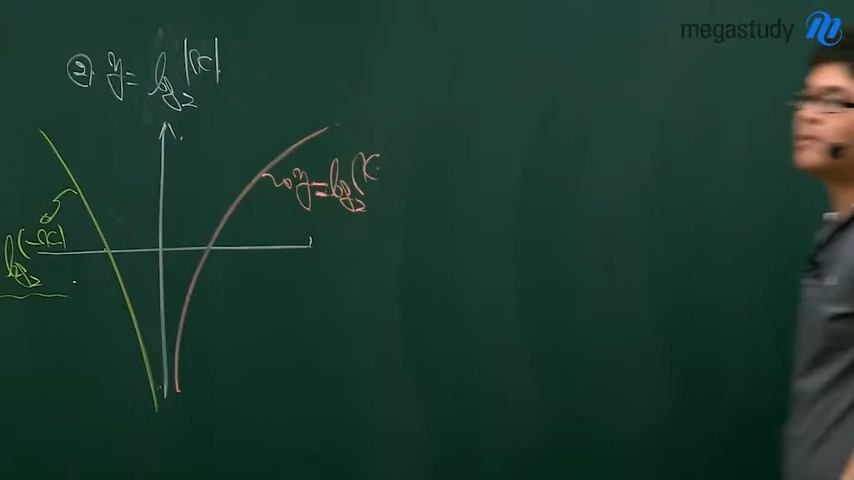 megastudy
② y = log₂|x|
y = log₂x
log₂(-x)